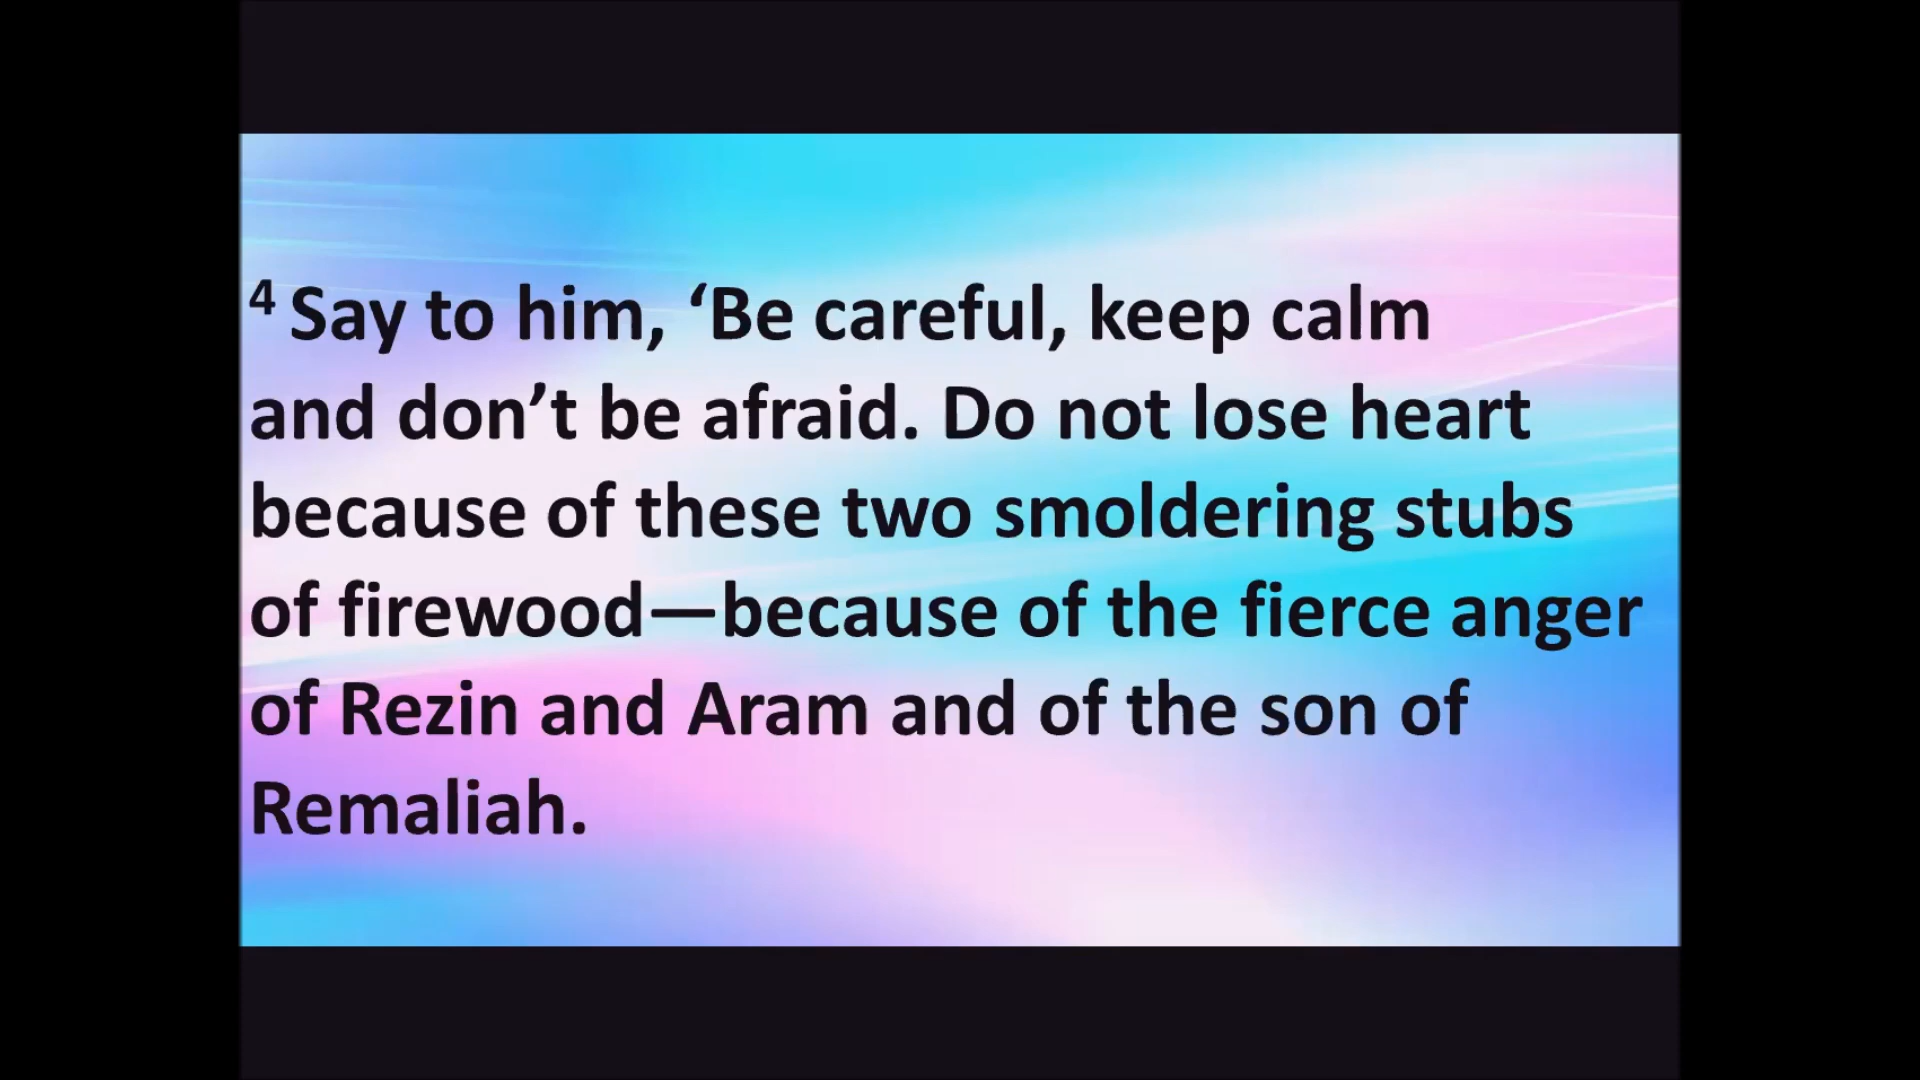 4 Say to him, ‘Be careful, keep calm
and don’t be afraid. Do not lose heart
because of these two smoldering stubs
of firewood—because of the fierce anger
of Rezin and Aram and of the son of
Remaliah.